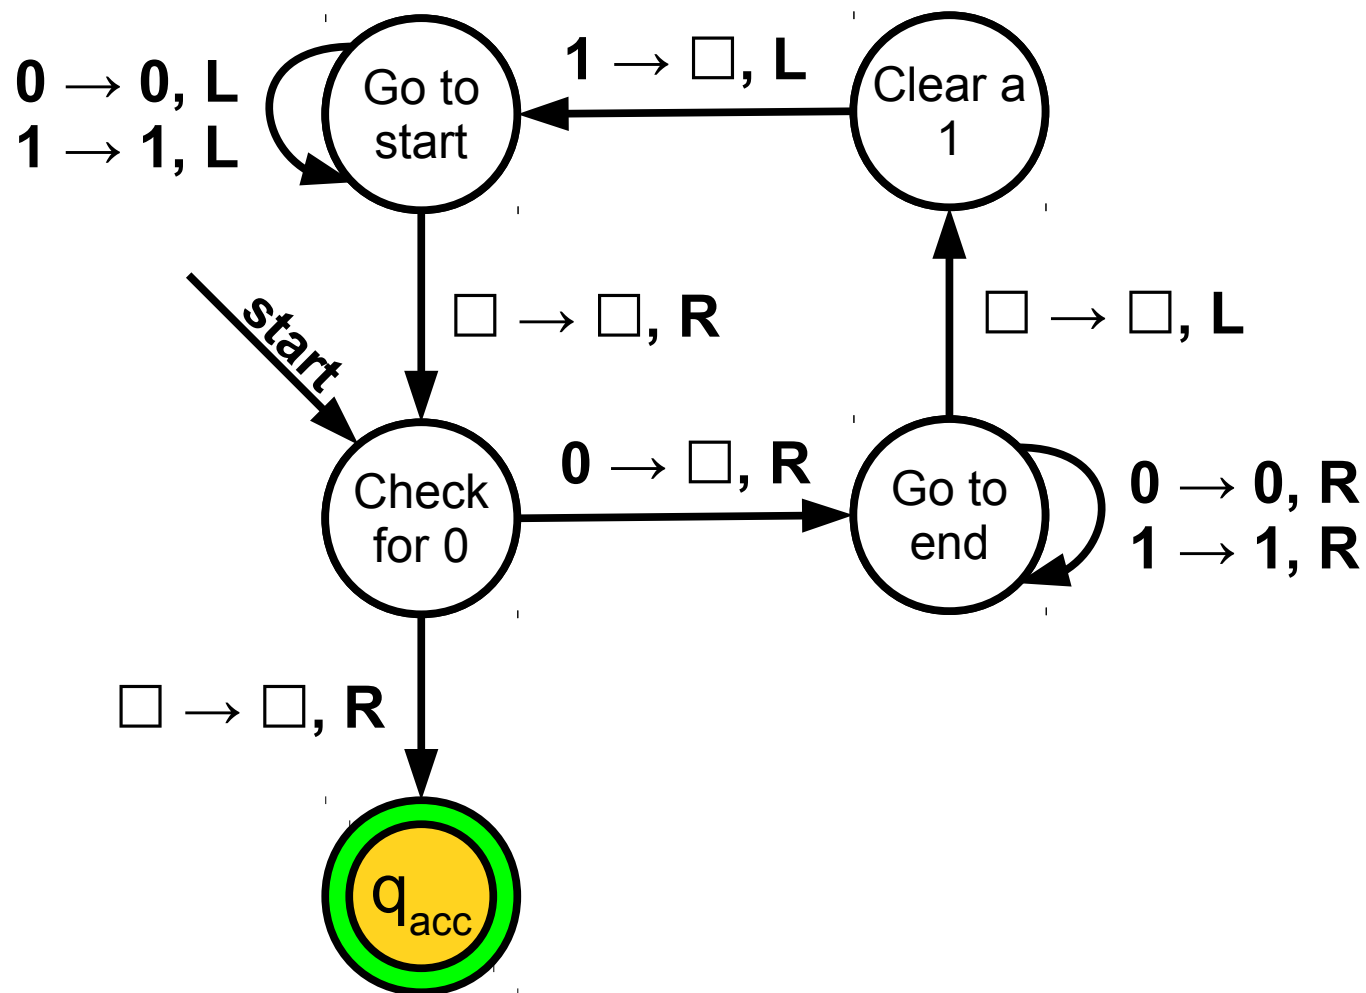 0 → 0, L
1 → 1, L
Go to
start
1 → □, L
Clear a
1
start
□ → □, R
□ → □, L
Check
for 0
0 → □, R
Go to
end
0 → 0, R
1 → 1, R
□ → □, R
qacc